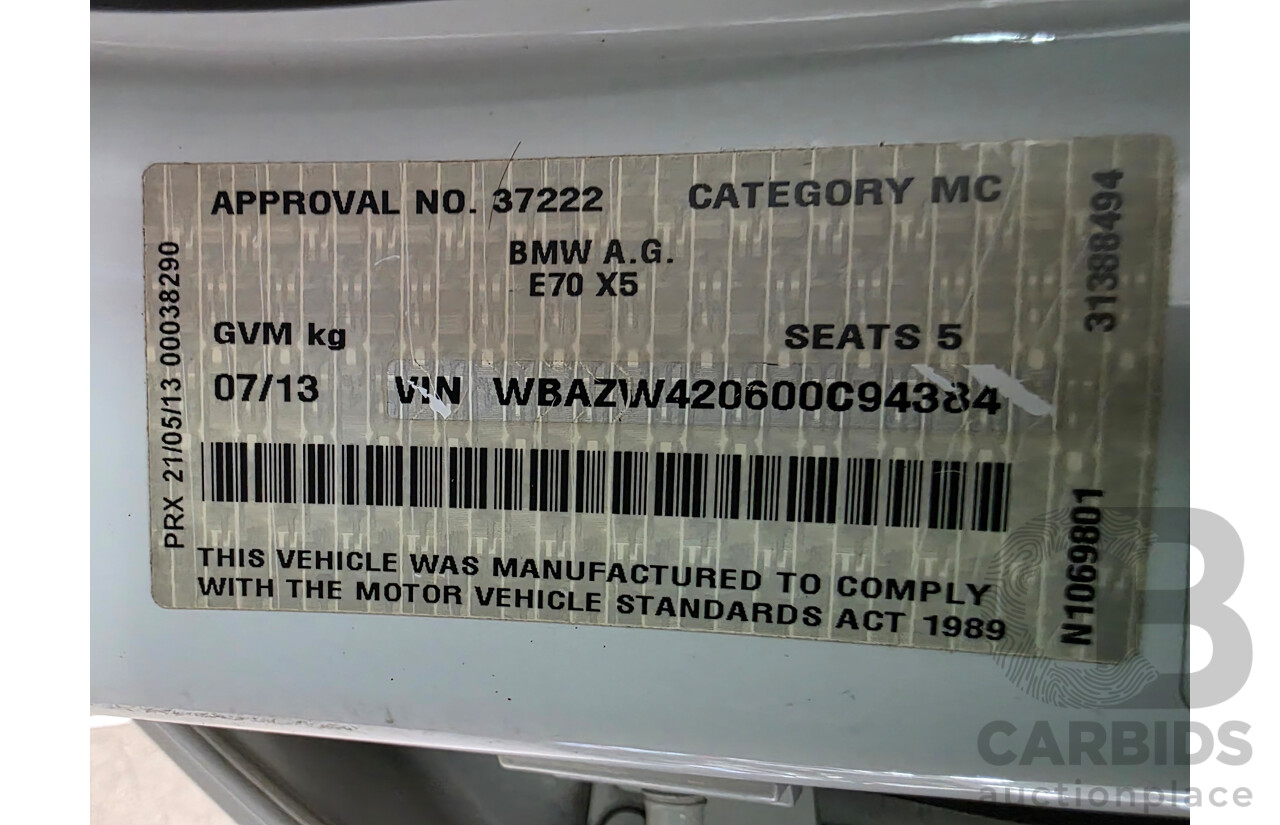 APPROVAL NO. 37222 CATEGORY MC
BMW A.G.
E70 X5
GVM kg SEATS 5
07/13 VIN WBAZW420600C94384
THIS VEHICLE WAS MANUFACTURED TO COMPLY
WITH THE MOTOR VEHICLE STANDARDS ACT 1989
PRX 21/05/13 00038290
31388494
N1069801
B
CARBIDS
auctionplace